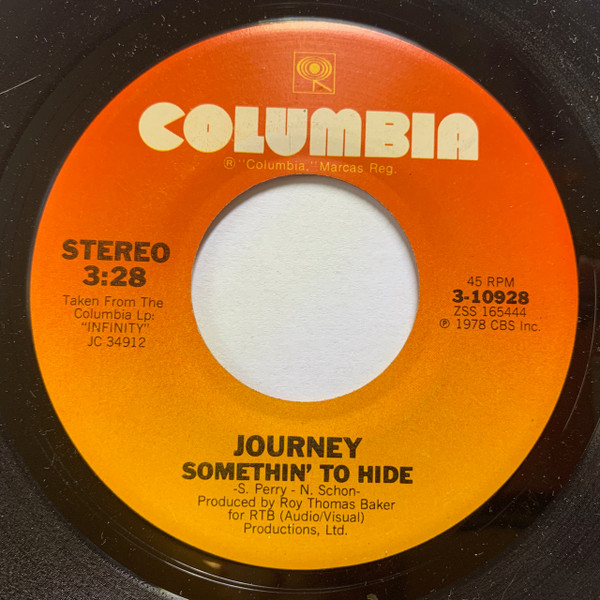 COLUMBIA
® "Columbia," Marcas Reg.
STEREO
3:28
Taken From The
Columbia Lp:
"INFINITY"
JC 34912
45 RPM
3-10928
ZSS 165444
℗ 1978 CBS Inc.
JOURNEY
SOMETHIN' TO HIDE
-S. Perry - N. Schon-
Produced by Roy Thomas Baker
for RTB (Audio/Visual)
Productions, Ltd.